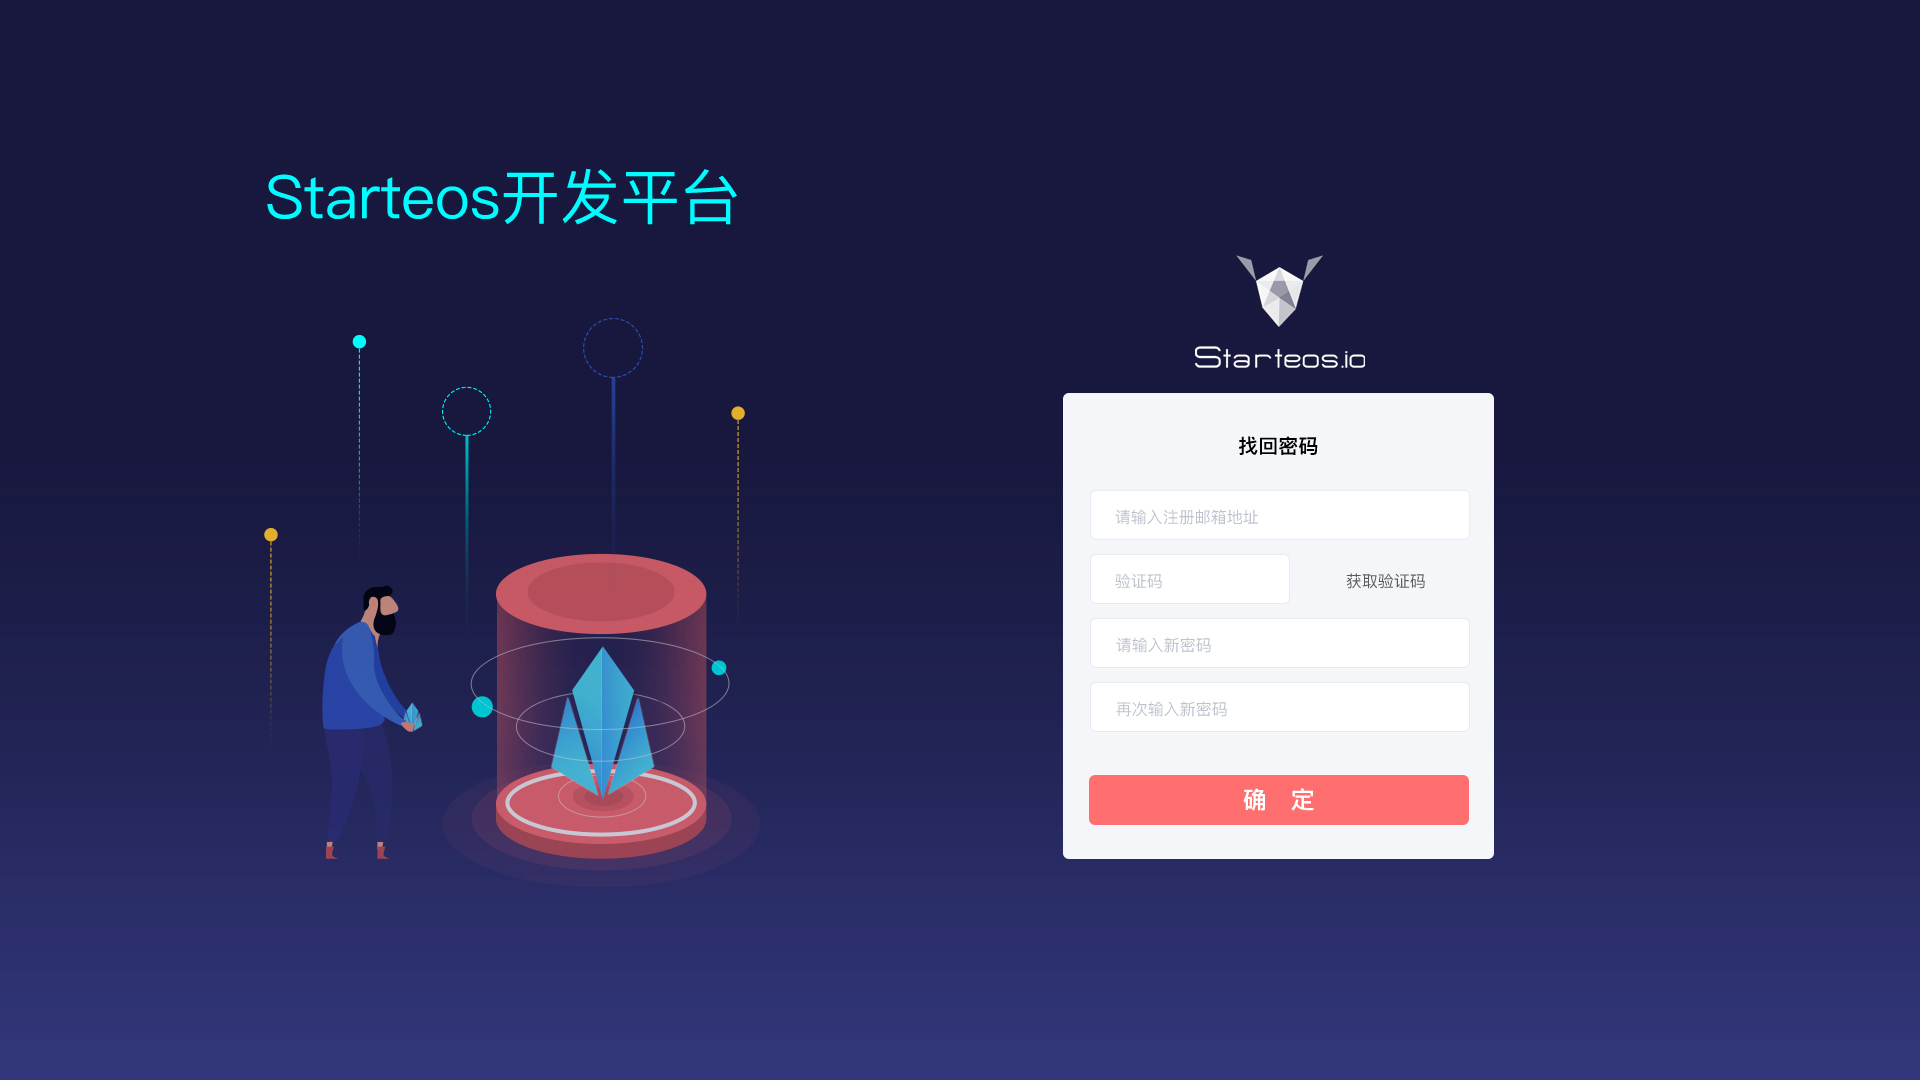 Starteos开发平台
Starteos.io
找回密码
请输入注册邮箱地址
验证码
获取验证码
请输入新密码
再次输入新密码
确 定